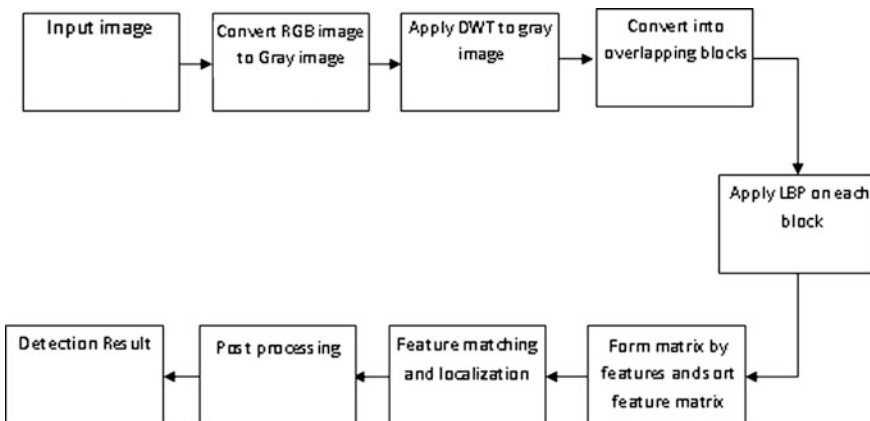 Input image
Convert RGB image
to Gray image
Apply DWT to gray
image
Convert into
overlapping blocks
Apply LBP on each
block
Form matrix by
features and sort
feature matrix
Feature matching
and localization
Post processing
Detection Result